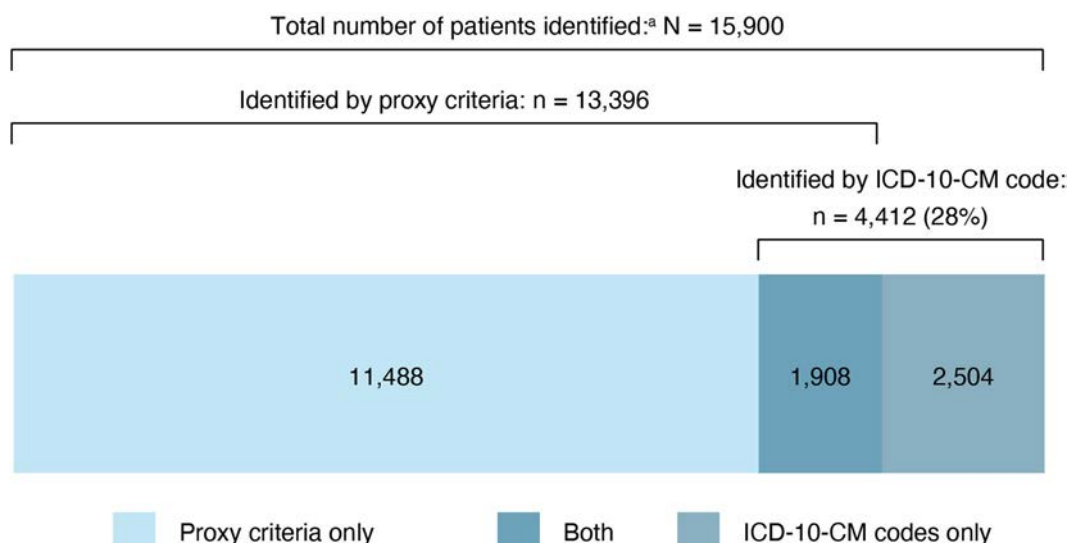 Total number of patients identified:ᵃ N = 15,900
Identified by proxy criteria: n = 13,396
Identified by ICD-10-CM code:
n = 4,412 (28%)
11,488
1,908
2,504
Proxy criteria only
Both
ICD-10-CM codes only